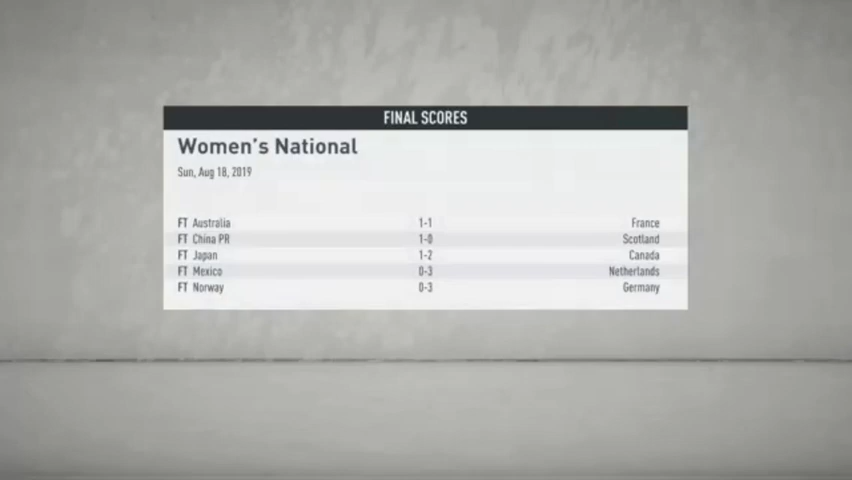 FINAL SCORES
Women's National
Sun, Aug 18, 2019
FT Australia 1-1 France
FT China PR 1-0 Scotland
FT Japan 1-2 Canada
FT Mexico 0-3 Netherlands
FT Norway 0-3 Germany